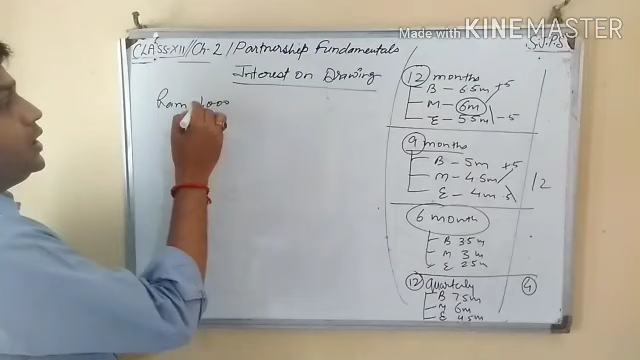 Made with KINEMASTER
CLASS-XII // Ch-2 / Partnership Fundamentals
S.J.P.S
Interest on Drawing
Ram 1000
12 months
B - 6.5m +.5
M - 6m
E - 5.5m -.5
9 months
B - 5m +.5
M - 4.5m
E - 4m .5
/2
6 month
B 3.5m
M 3m
E 2.5m
12 Quarterly
B 7.5m
M 6m
E 4.5m
4